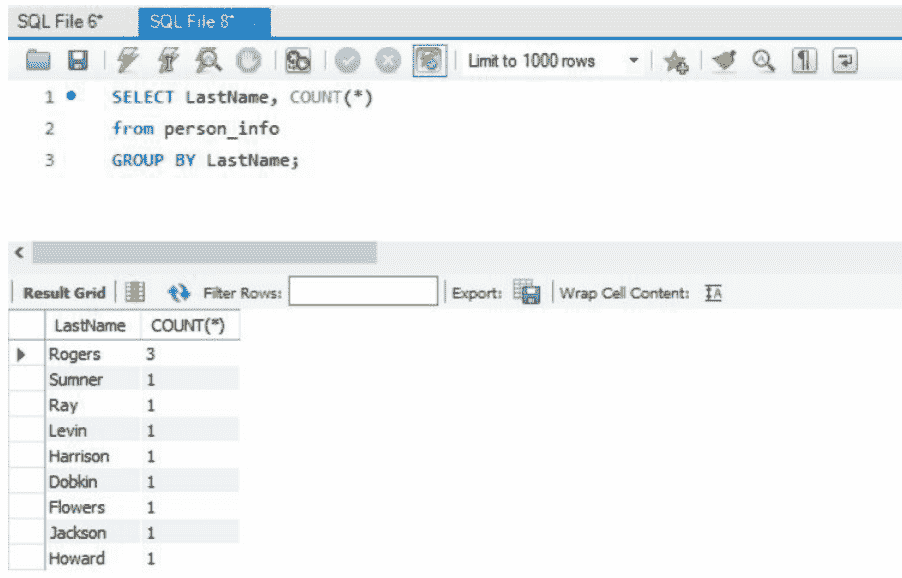 SQL File 6* SQL File 8*
Limit to 1000 rows
1 SELECT LastName, COUNT(*)
2 from person_info
3 GROUP BY LastName;
Result Grid Filter Rows: Export: Wrap Cell Content: IA
LastName COUNT(*)
Rogers 3
Sumner 1
Ray 1
Levin 1
Harrison 1
Dobkin 1
Flowers 1
Jackson 1
Howard 1